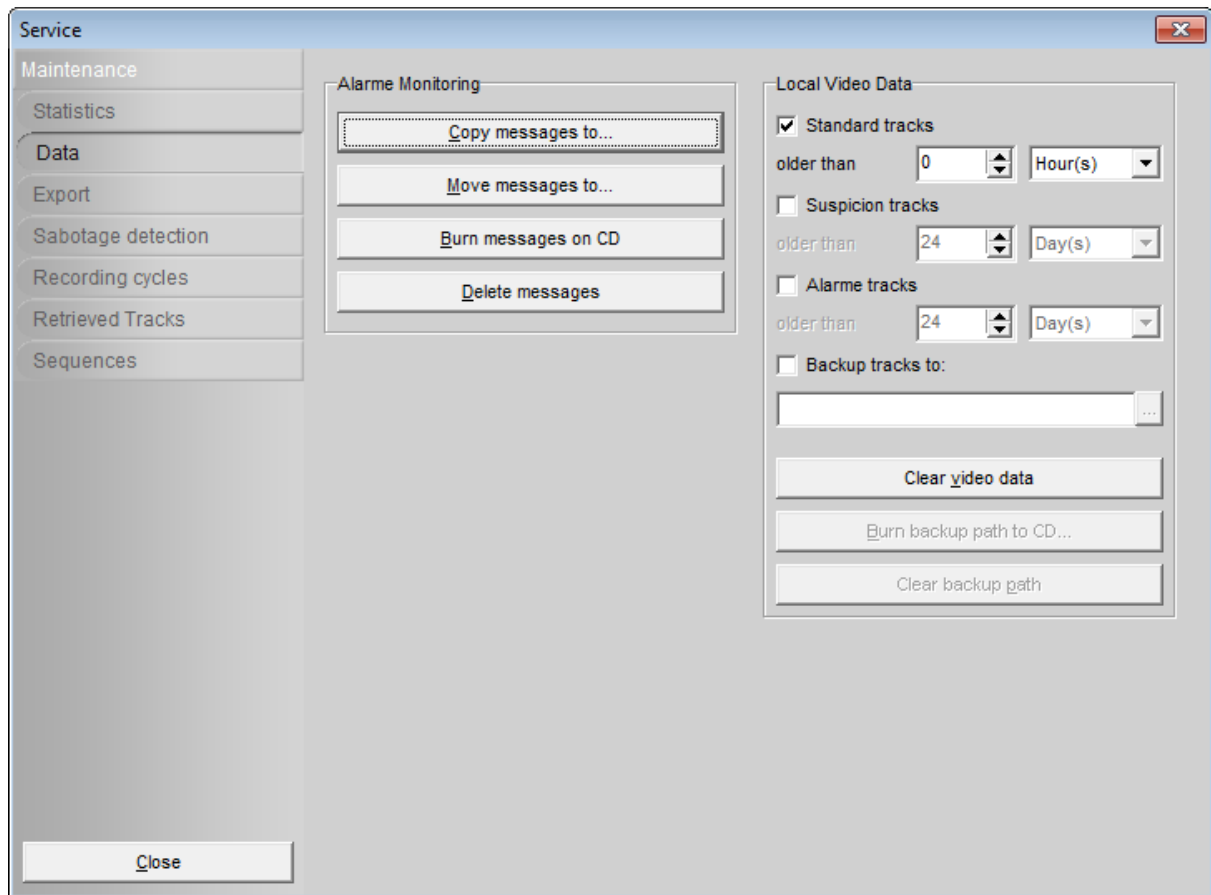 Service
Maintenance
Statistics
Data
Export
Sabotage detection
Recording cycles
Retrieved Tracks
Sequences
Close
Alarme Monitoring
Copy messages to...
Move messages to...
Burn messages on CD
Delete messages
Local Video Data
Standard tracks
older than 0 Hour(s)
Suspicion tracks
older than 24 Day(s)
Alarme tracks
older than 24 Day(s)
Backup tracks to:
...
Clear video data
Burn backup path to CD...
Clear backup path